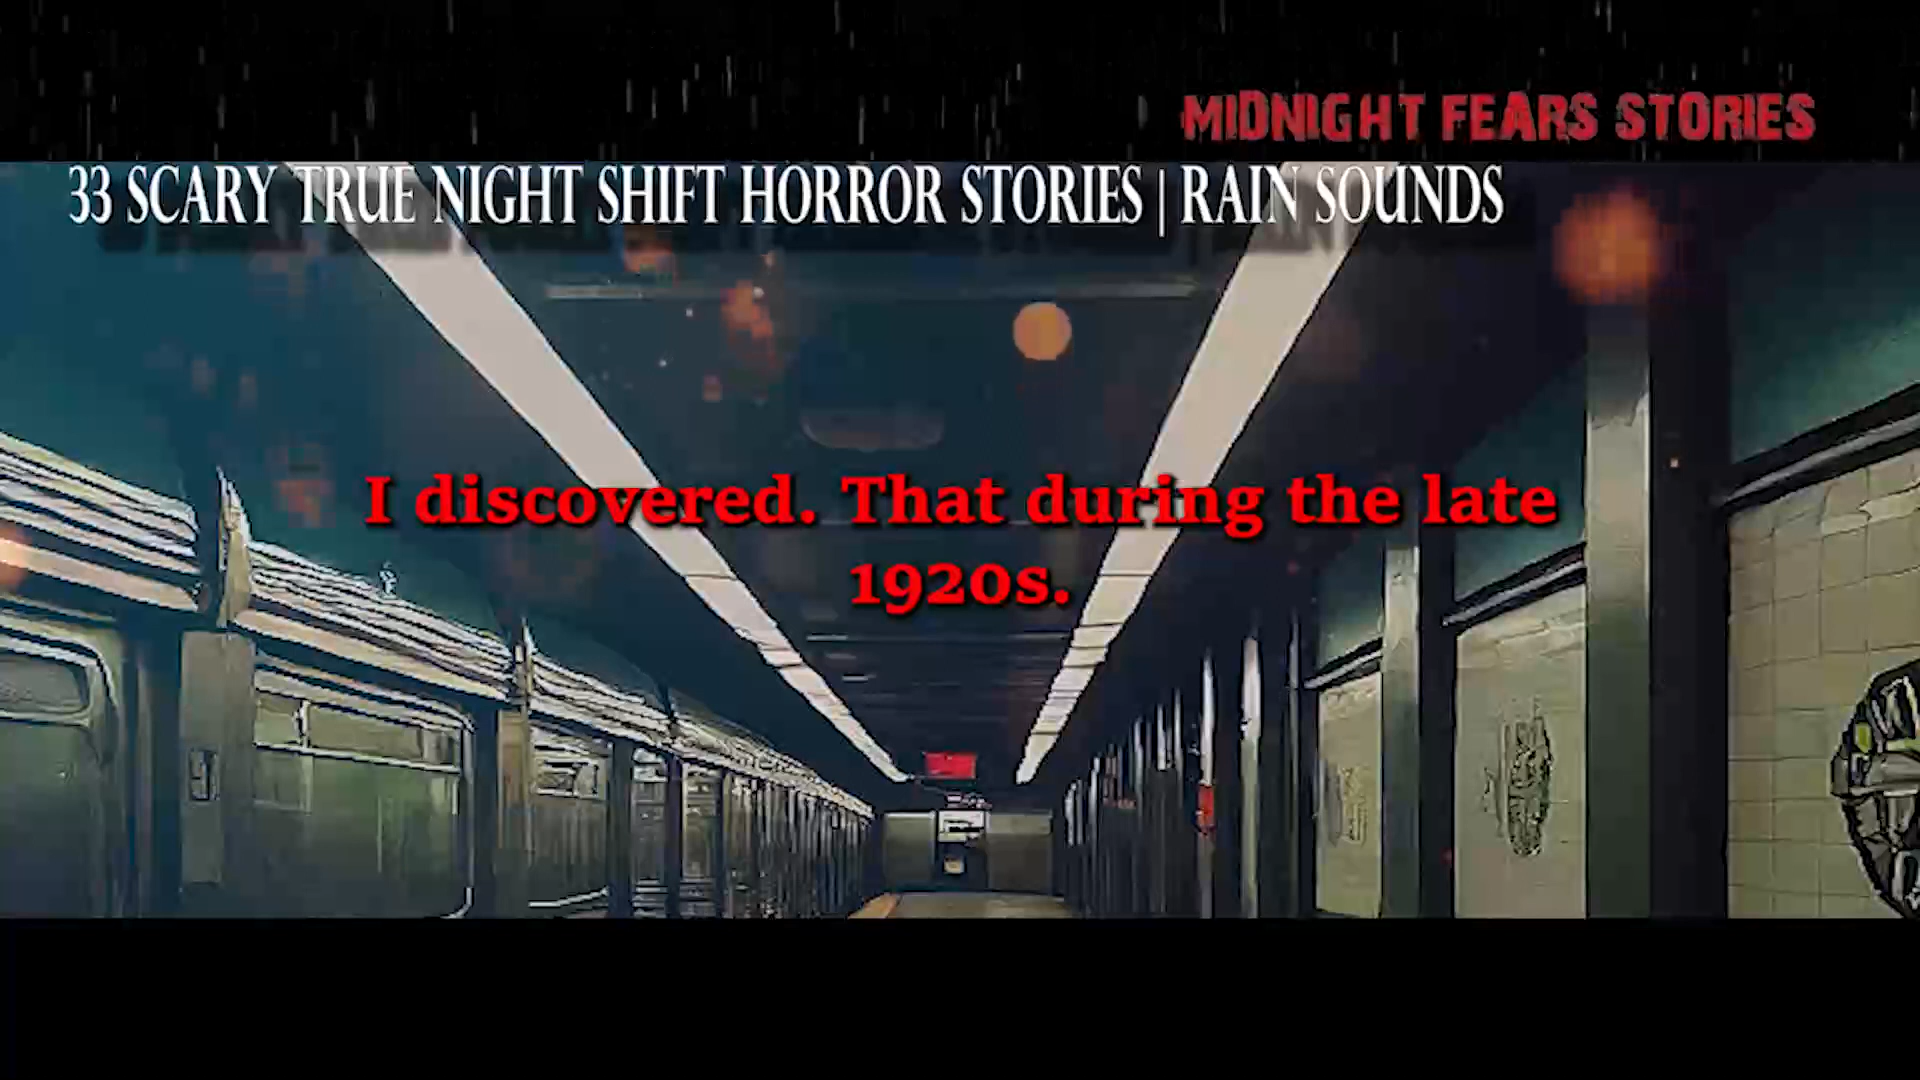 MIDNIGHT FEARS STORIES
33 SCARY TRUE NIGHT SHIFT HORROR STORIES | RAIN SOUNDS
I discovered. That during the late
1920s.